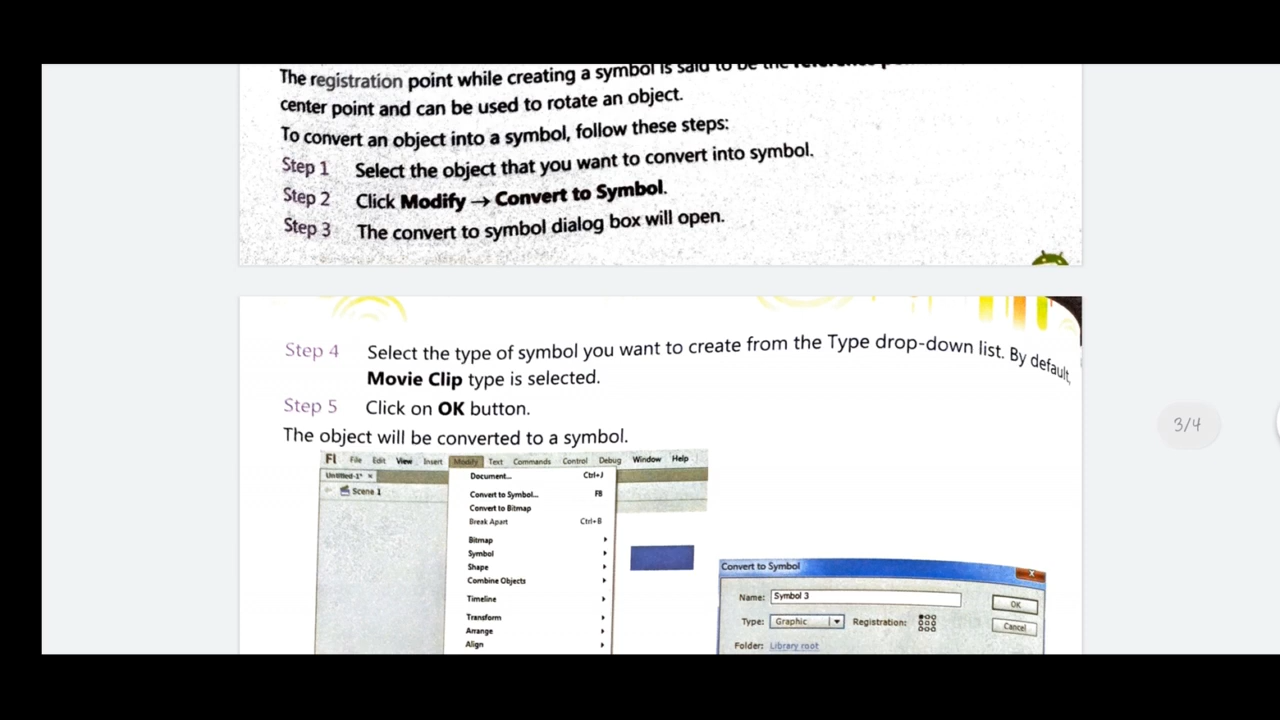 The registration point while creating a symbol is said to be the
center point and can be used to rotate an object.
To convert an object into a symbol, follow these steps:
Step 1 Select the object that you want to convert into symbol.
Step 2 Click Modify → Convert to Symbol.
Step 3 The convert to symbol dialog box will open.
Step 4 Select the type of symbol you want to create from the Type drop-down list. By default,
Movie Clip type is selected.
Step 5 Click on OK button.
The object will be converted to a symbol.
Fl File Edit View Insert Modify Text Commands Control Debug Window Help
Untitled-1* ×
Scene 1
Document... Ctrl+J
Convert to Symbol... F8
Convert to Bitmap
Break Apart Ctrl+B
Bitmap
Symbol
Shape
Combine Objects
Timeline
Transform
Arrange
Align
Convert to Symbol
Name: Symbol 3
OK
Type: Graphic Registration:
Cancel
Folder: Library root
3/4